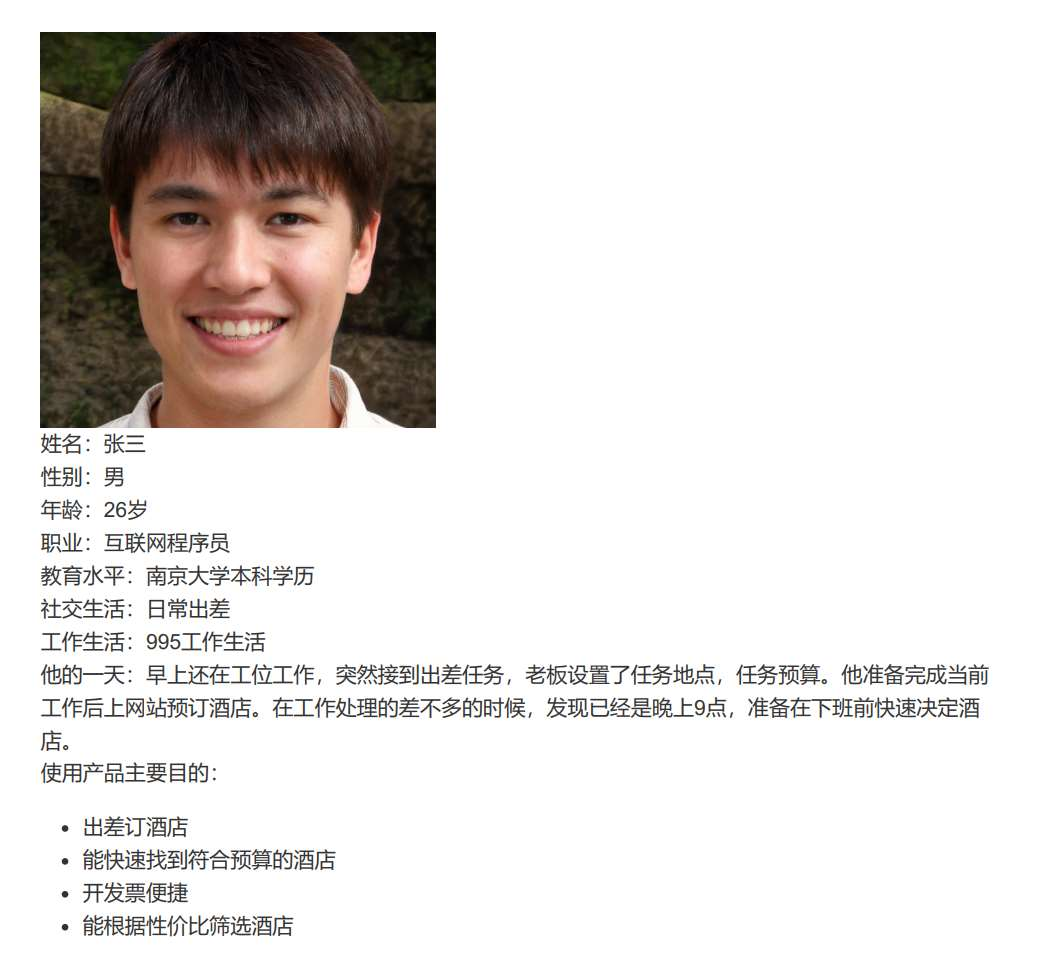 姓名：张三
性别：男
年龄：26岁
职业：互联网程序员
教育水平：南京大学本科学历
社交生活：日常出差
工作生活：995工作生活
他的一天：早上还在工位工作，突然接到出差任务，老板设置了任务地点，任务预算。他准备完成当前
工作后上网站预订酒店。在工作处理的差不多的时候，发现已经是晚上9点，准备在下班前快速决定酒
店。
使用产品主要目的：
• 出差订酒店
• 能快速找到符合预算的酒店
• 开发票便捷
• 能根据性价比筛选酒店